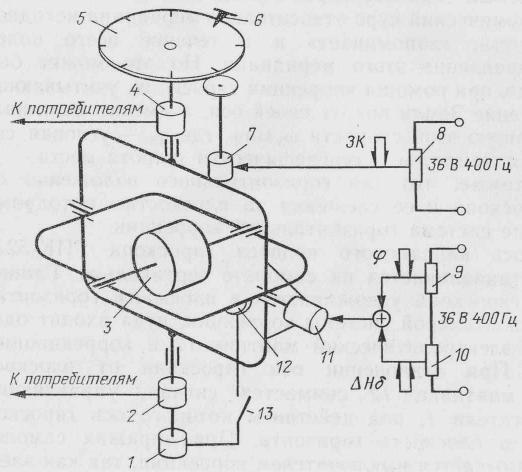 5
6
4
К потребителям
7
ЗК
8
36 В 400 Гц
φ
9
3
36 В 400 Гц
11
10
12
К потребителям
ΔНд
2
13
1